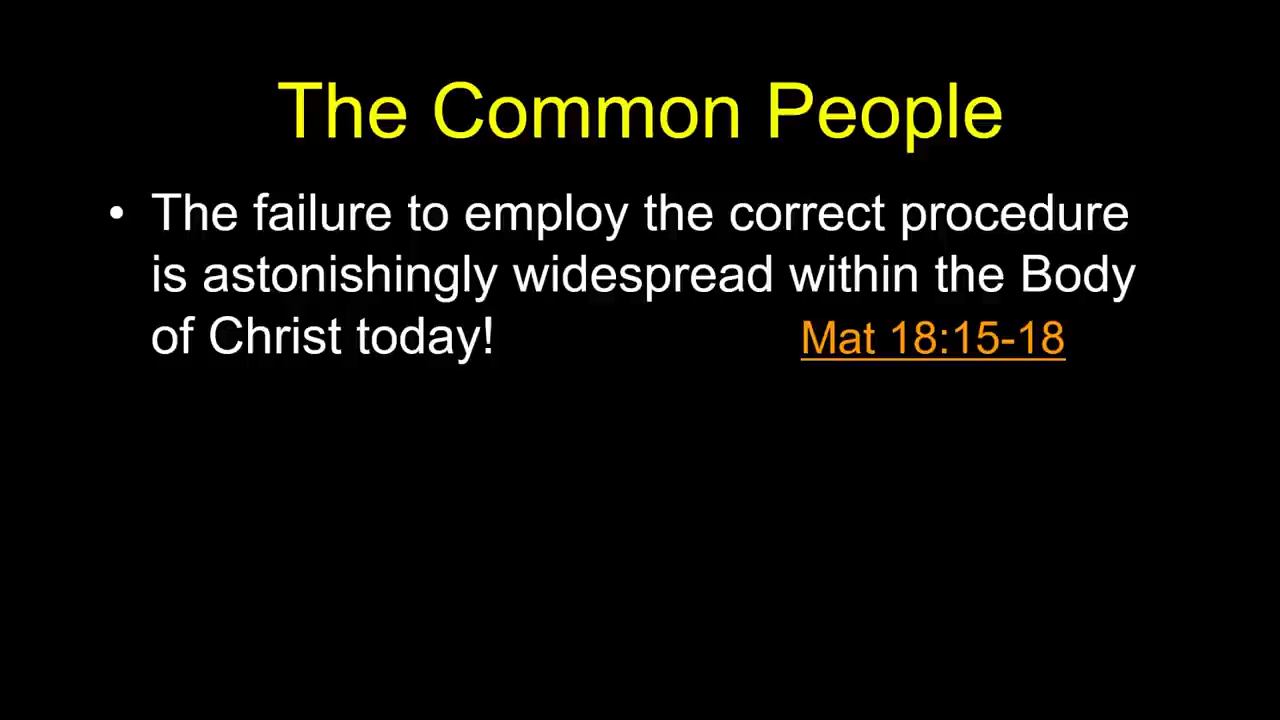 The Common People
• The failure to employ the correct procedure
is astonishingly widespread within the Body
of Christ today! Mat 18:15-18